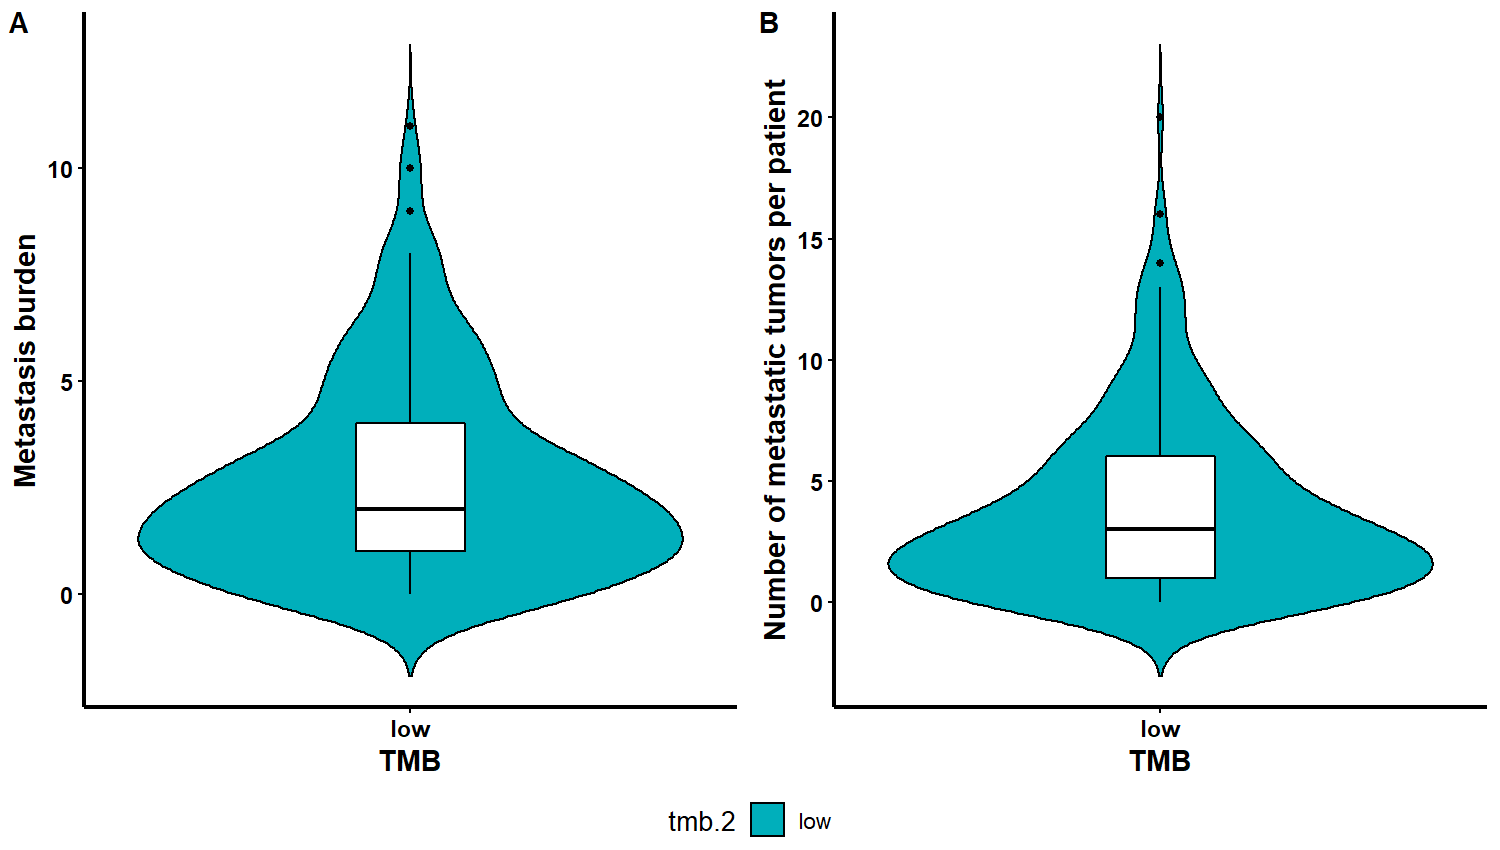 A
Metastasis burden
10
5
0
low
TMB
B
Number of metastatic tumors per patient
20
15
10
5
0
low
TMB
tmb.2 low